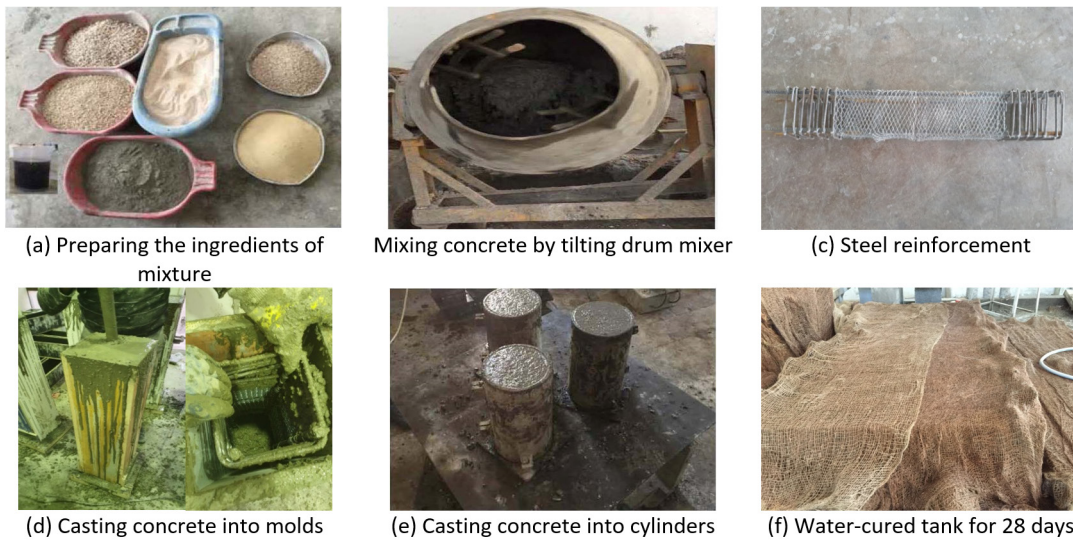 (a) Preparing the ingredients of
mixture
Mixing concrete by tilting drum mixer
(c) Steel reinforcement
(d) Casting concrete into molds
(e) Casting concrete into cylinders
(f) Water-cured tank for 28 days